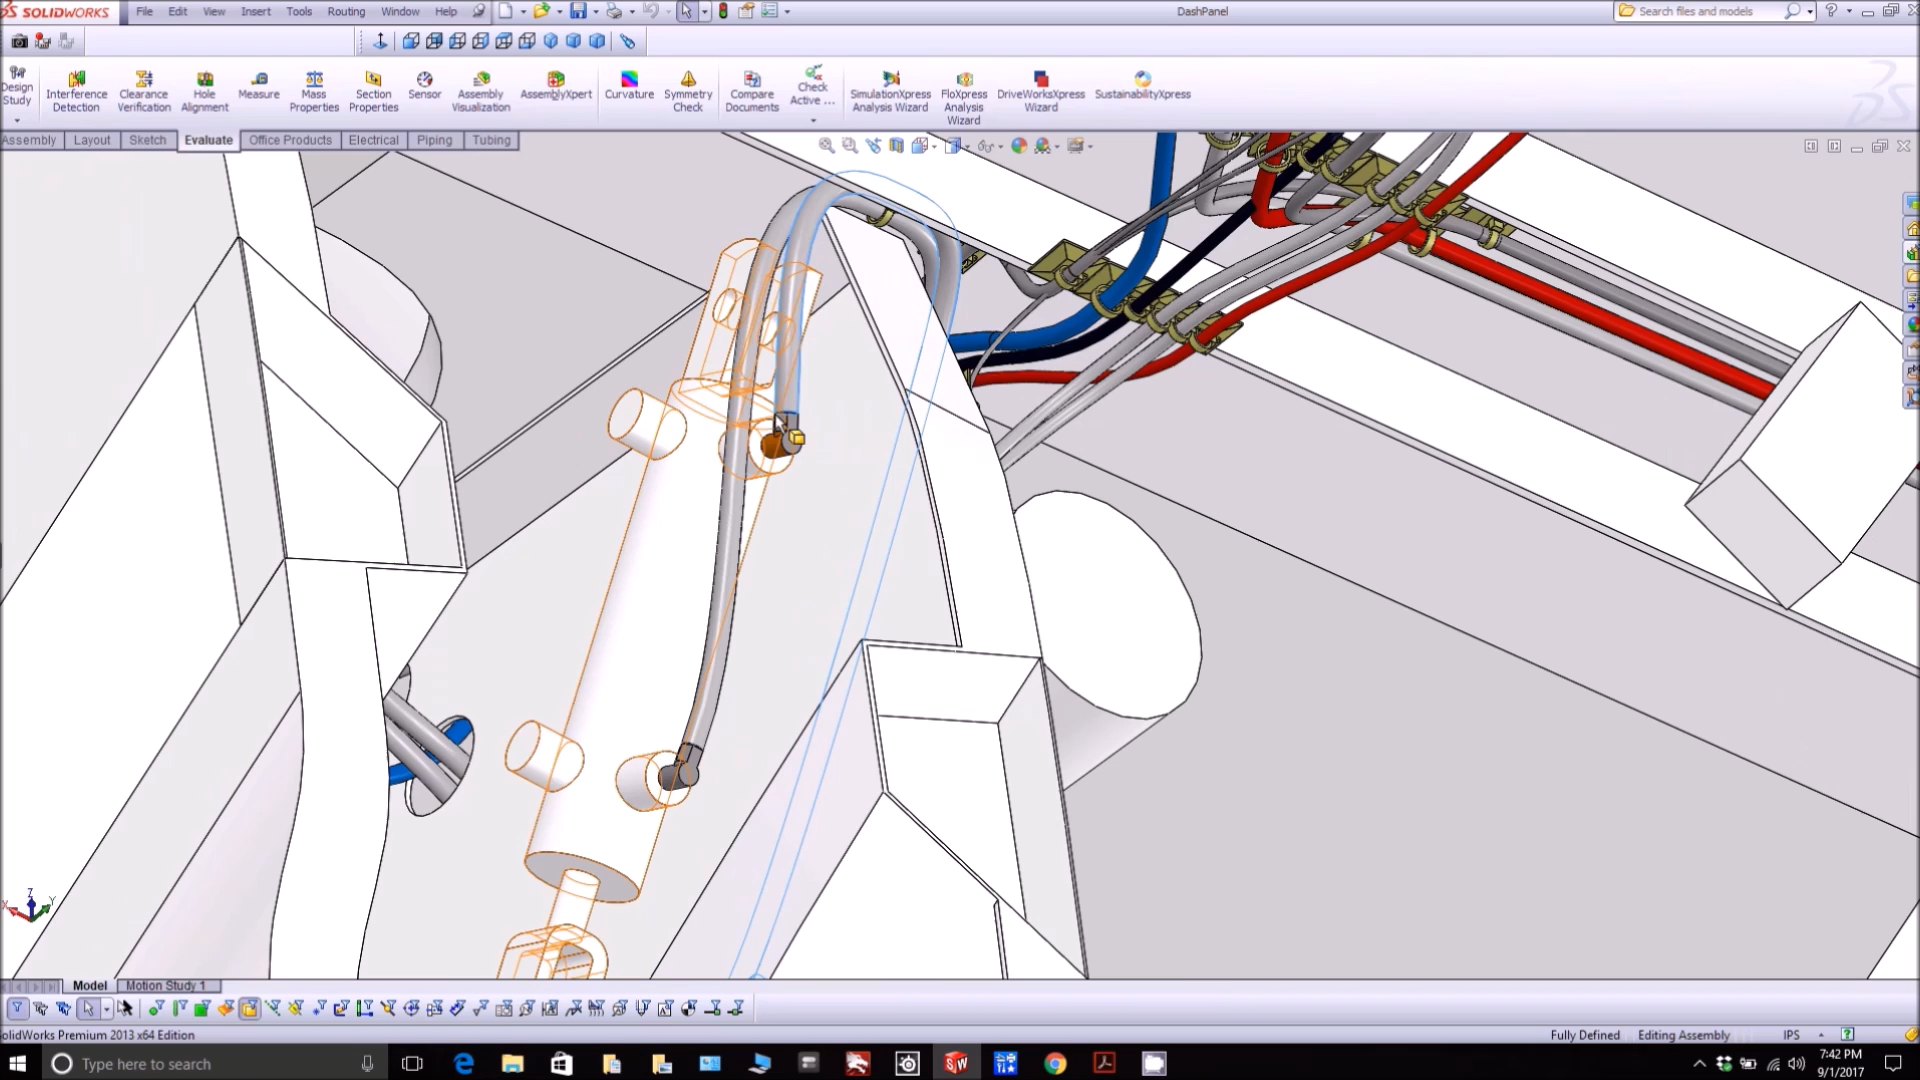 SOLIDWORKS File Edit View Insert Tools Routing Window Help DashPanel Search files and models
Design Study
Interference Detection
Clearance Verification
Hole Alignment
Measure
Mass Properties
Section Properties
Sensor
Assembly Visualization
AssemblyXpert
Curvature
Symmetry Check
Compare Documents
Check Active ...
SimulationXpress Analysis Wizard
FloXpress Analysis Wizard
DriveWorksXpress Wizard
SustainabilityXpress
Assembly Layout Sketch Evaluate Office Products Electrical Piping Tubing
Z
X
Y
Model Motion Study 1
olidWorks Premium 2013 x64 Edition Fully Defined Editing Assembly IPS
Type here to search
7:42 PM
9/1/2017